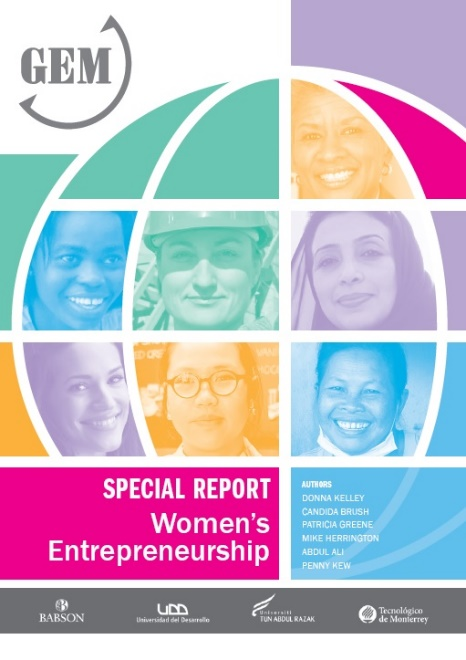 GEM
SPECIAL REPORT
Women's
Entrepreneurship
AUTHORS
DONNA KELLEY
CANDIDA BRUSH
PATRICIA GREENE
MIKE HERRINGTON
ABDUL ALI
PENNY KEW
BABSON
UDD
Universidad del Desarrollo
Universiti
TUN ABDUL RAZAK
Tecnológico
de Monterrey